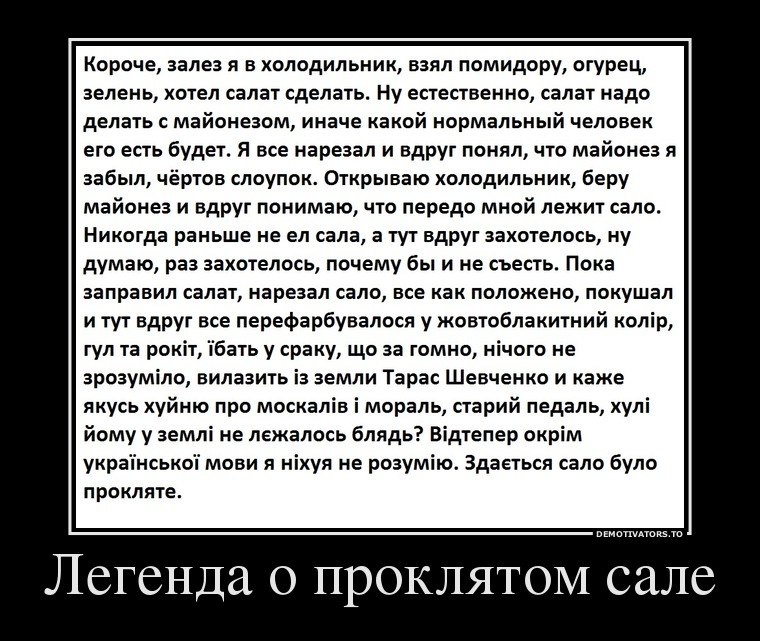 Короче, залез я в холодильник, взял помидору, огурец,
зелень, хотел салат сделать. Ну естественно, салат надо
делать с майонезом, иначе какой нормальный человек
его есть будет. Я все нарезал и вдруг понял, что майонез я
забыл, чёртов слоупок. Открываю холодильник, беру
майонез и вдруг понимаю, что передо мной лежит сало.
Никогда раньше не ел сала, а тут вдруг захотелось, ну
думаю, раз захотелось, почему бы и не съесть. Пока
заправил салат, нарезал сало, все как положено, покушал
и тут вдруг все перефарбувалося у жовтоблакитний колір,
гул та рокіт, їбать у сраку, що за гомно, нічого не
зрозуміло, вилазить із земли Тарас Шевченко и каже
якусь хуйню про москалів і мораль, старий педаль, хулі
йому у землі не лєжалось блядь? Відтепер окрім
української мови я ніхуя не розумію. Здається сало було
прокляте.
DEMOTIVATORS.TO
Легенда о проклятом сале